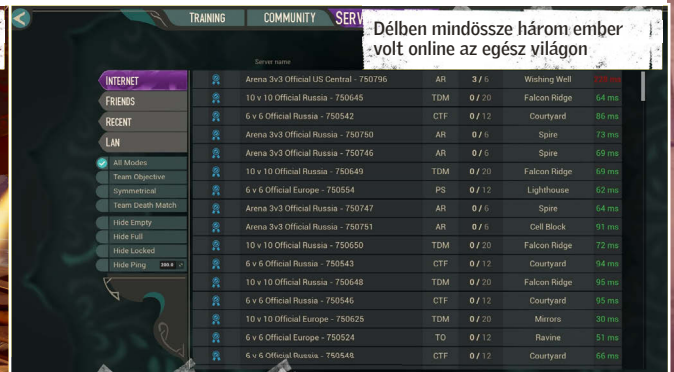 TRAINING
COMMUNITY
Délben mindössze három ember
volt online az egész világon
Server name
INTERNET
FRIENDS
RECENT
LAN
All Modes
Team Objective
Symmetrical
Team Death Match
Hide Empty
Hide Full
Hide Locked
Hide Ping
Arena 3v3 Official US Central - 750796 AR 3 / 6 Wishing Well
10 v 10 Official Russia - 750645 TDM 0 / 20 Falcon Ridge 64 ms
6 v 6 Official Russia - 750542 CTF 0 / 12 Courtyard 86 ms
Arena 3v3 Official Russia - 750750 AR 0 / 6 Spire 73 ms
Arena 3v3 Official Russia - 750746 AR 0 / 6 Spire 69 ms
10 v 10 Official Russia - 750649 TDM 0 / 20 Falcon Ridge 69 ms
6 v 6 Official Europe - 750554 PS 0 / 12 Lighthouse 62 ms
Arena 3v3 Official Russia - 750747 AR 0 / 6 Spire 64 ms
Arena 3v3 Official Russia - 750751 AR 0 / 6 Cell Block 91 ms
10 v 10 Official Russia - 750650 TDM 0 / 20 Falcon Ridge 72 ms
6 v 6 Official Russia - 750543 CTF 0 / 12 Courtyard 94 ms
10 v 10 Official Russia - 750648 TDM 0 / 20 Falcon Ridge 95 ms
6 v 6 Official Russia - 750546 CTF 0 / 12 Courtyard 95 ms
10 v 10 Official Europe - 750625 TDM 0 / 20 Mirrors 30 ms
6 v 6 Official Europe - 750524 TO 0 / 12 Ravine 51 ms
6 v 6 Official Russia - CTF 0 / 12 Courtyard 66 ms